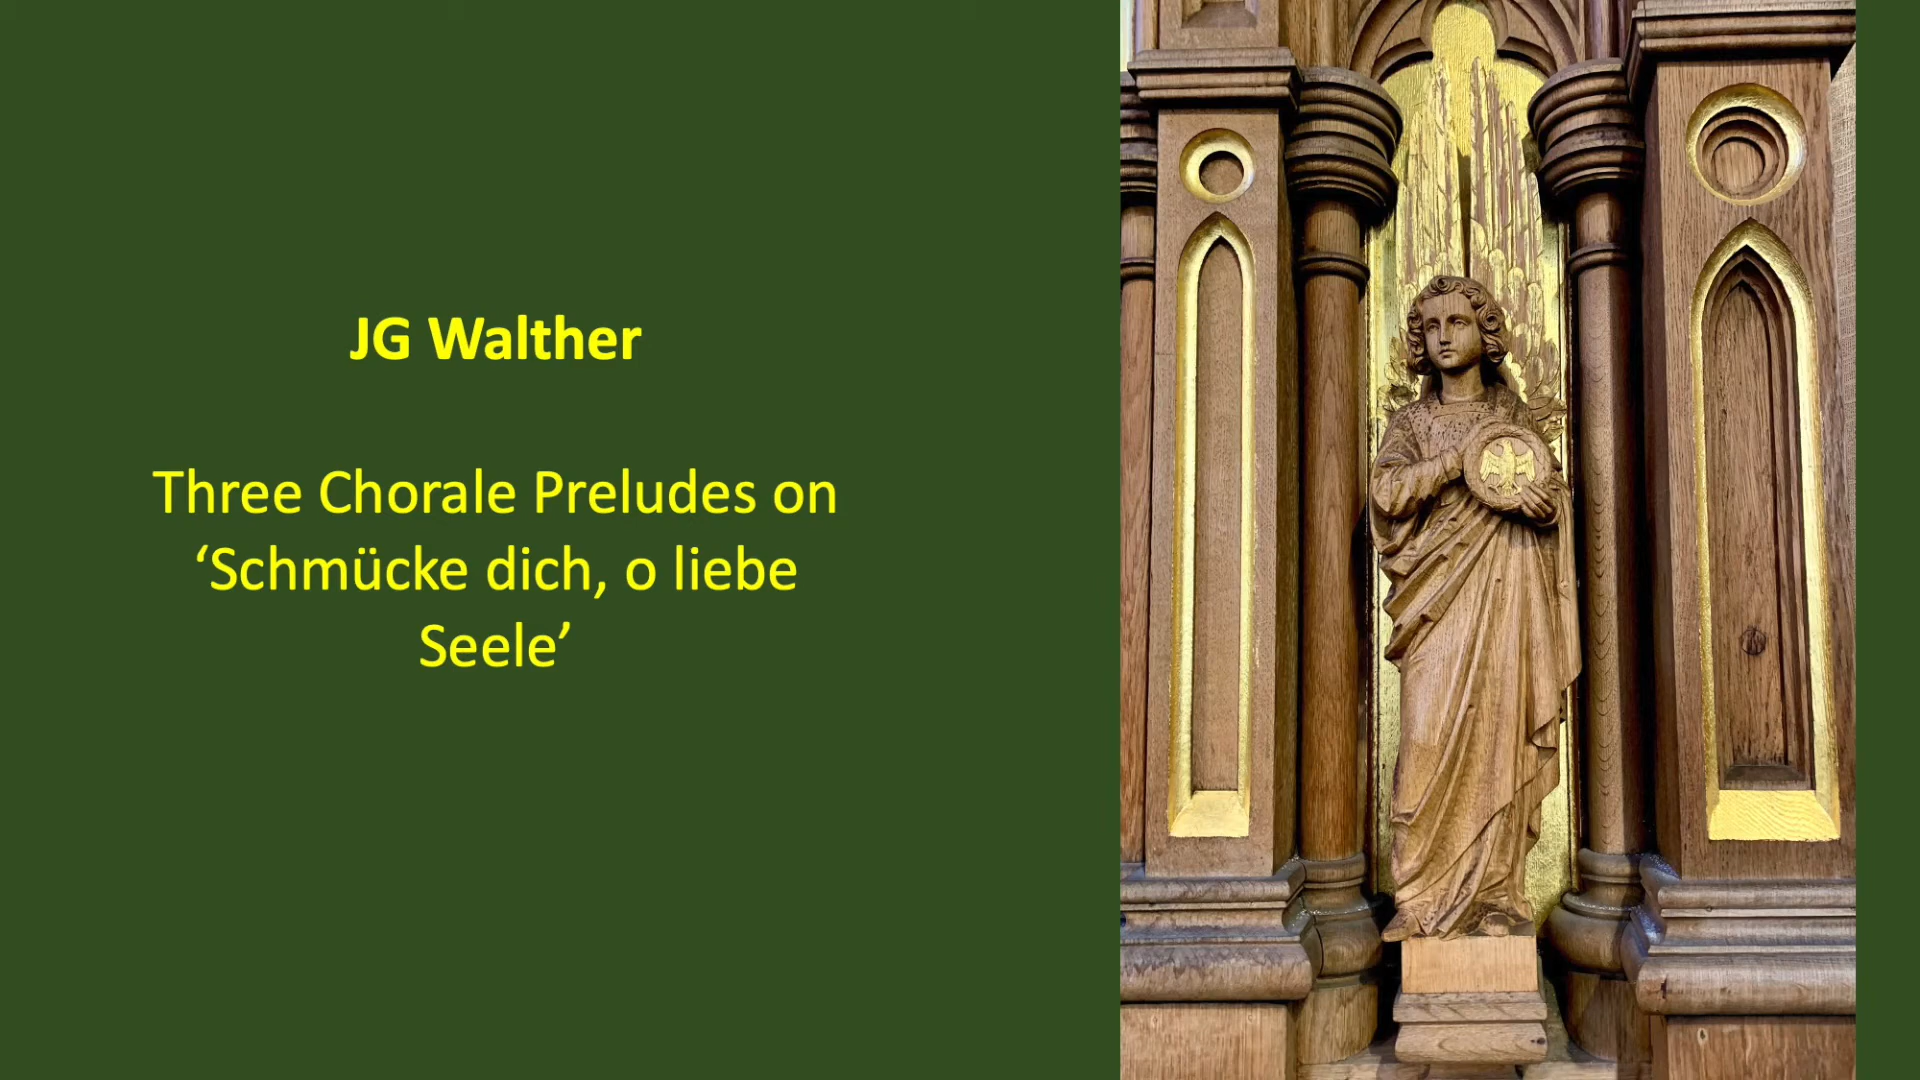 JG Walther
Three Chorale Preludes on
‘Schmücke dich, o liebe
Seele’